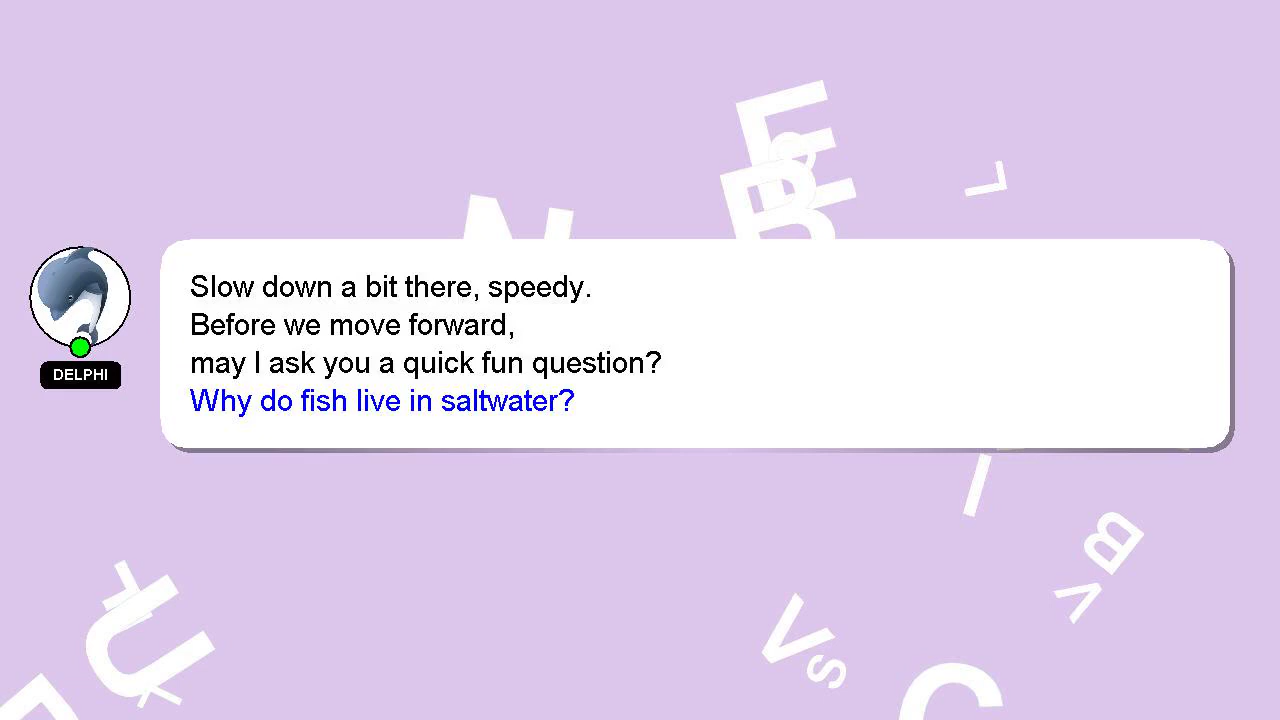 Slow down a bit there, speedy.
Before we move forward,
may I ask you a quick fun question?
Why do fish live in saltwater?
DELPHI
N
E
R
L
I
B
V
V
S
C
U